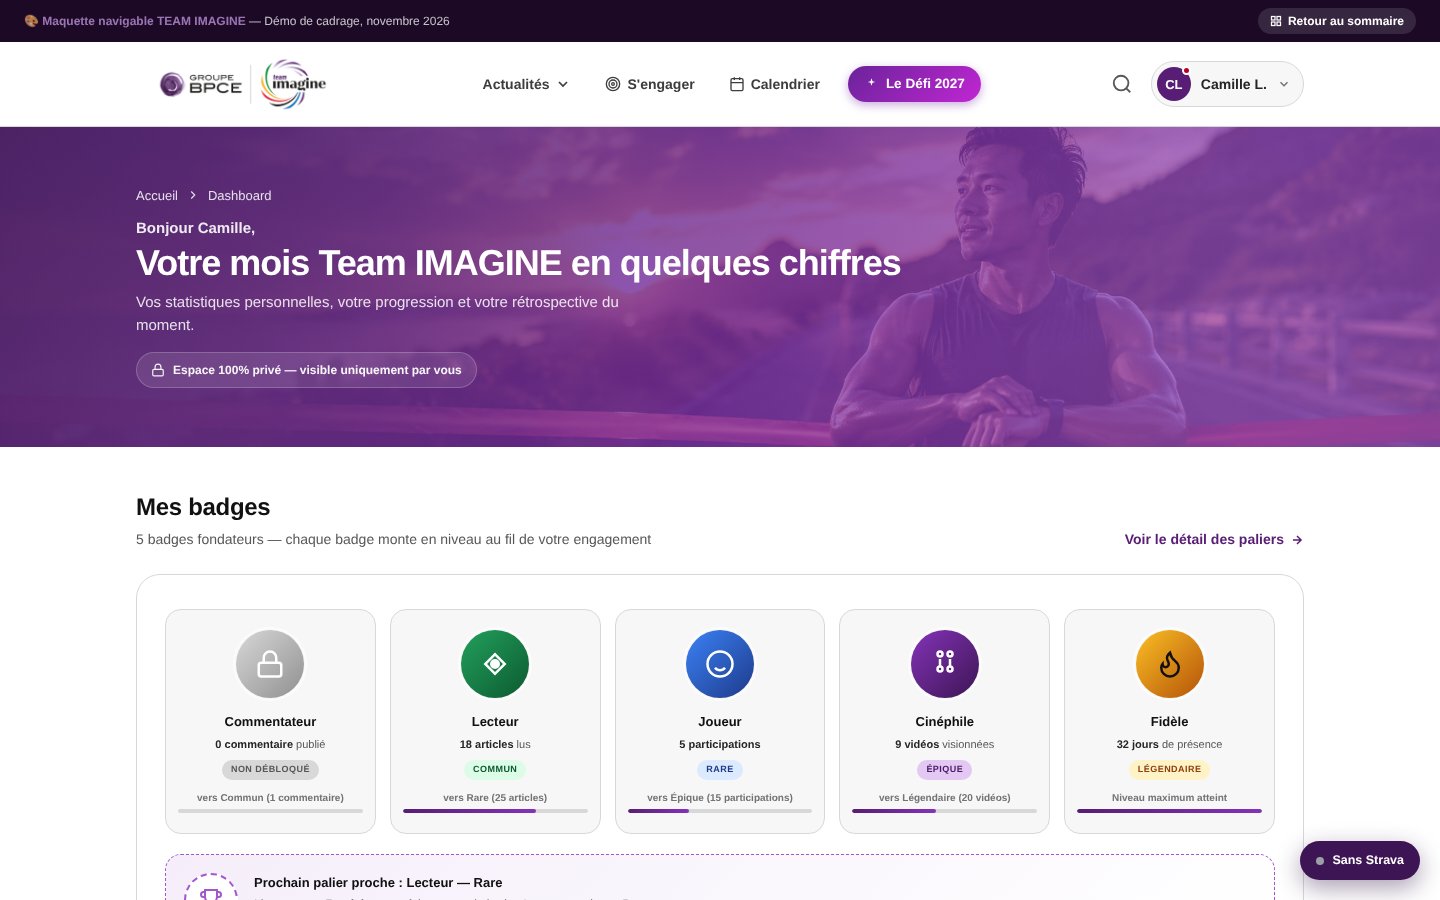 🎨 Maquette navigable TEAM IMAGINE — Démo de cadrage, novembre 2026
Retour au sommaire
GROUPE
BPCE
team
imagine
Actualités
S'engager
Calendrier
Le Défi 2027
CL
Camille L.
Accueil
Dashboard
Bonjour Camille,
Votre mois Team IMAGINE en quelques chiffres
Vos statistiques personnelles, votre progression et votre rétrospective du
moment.
Espace 100% privé — visible uniquement par vous
Mes badges
5 badges fondateurs — chaque badge monte en niveau au fil de votre engagement
Voir le détail des paliers
Commentateur
0 commentaire publié
NON DÉBLOQUÉ
vers Commun (1 commentaire)
Lecteur
18 articles lus
COMMUN
vers Rare (25 articles)
Joueur
5 participations
RARE
vers Épique (15 participations)
Cinéphile
9 vidéos visionnées
ÉPIQUE
vers Légendaire (20 vidéos)
Fidèle
32 jours de présence
LÉGENDAIRE
Niveau maximum atteint
Prochain palier proche : Lecteur — Rare
Sans Strava